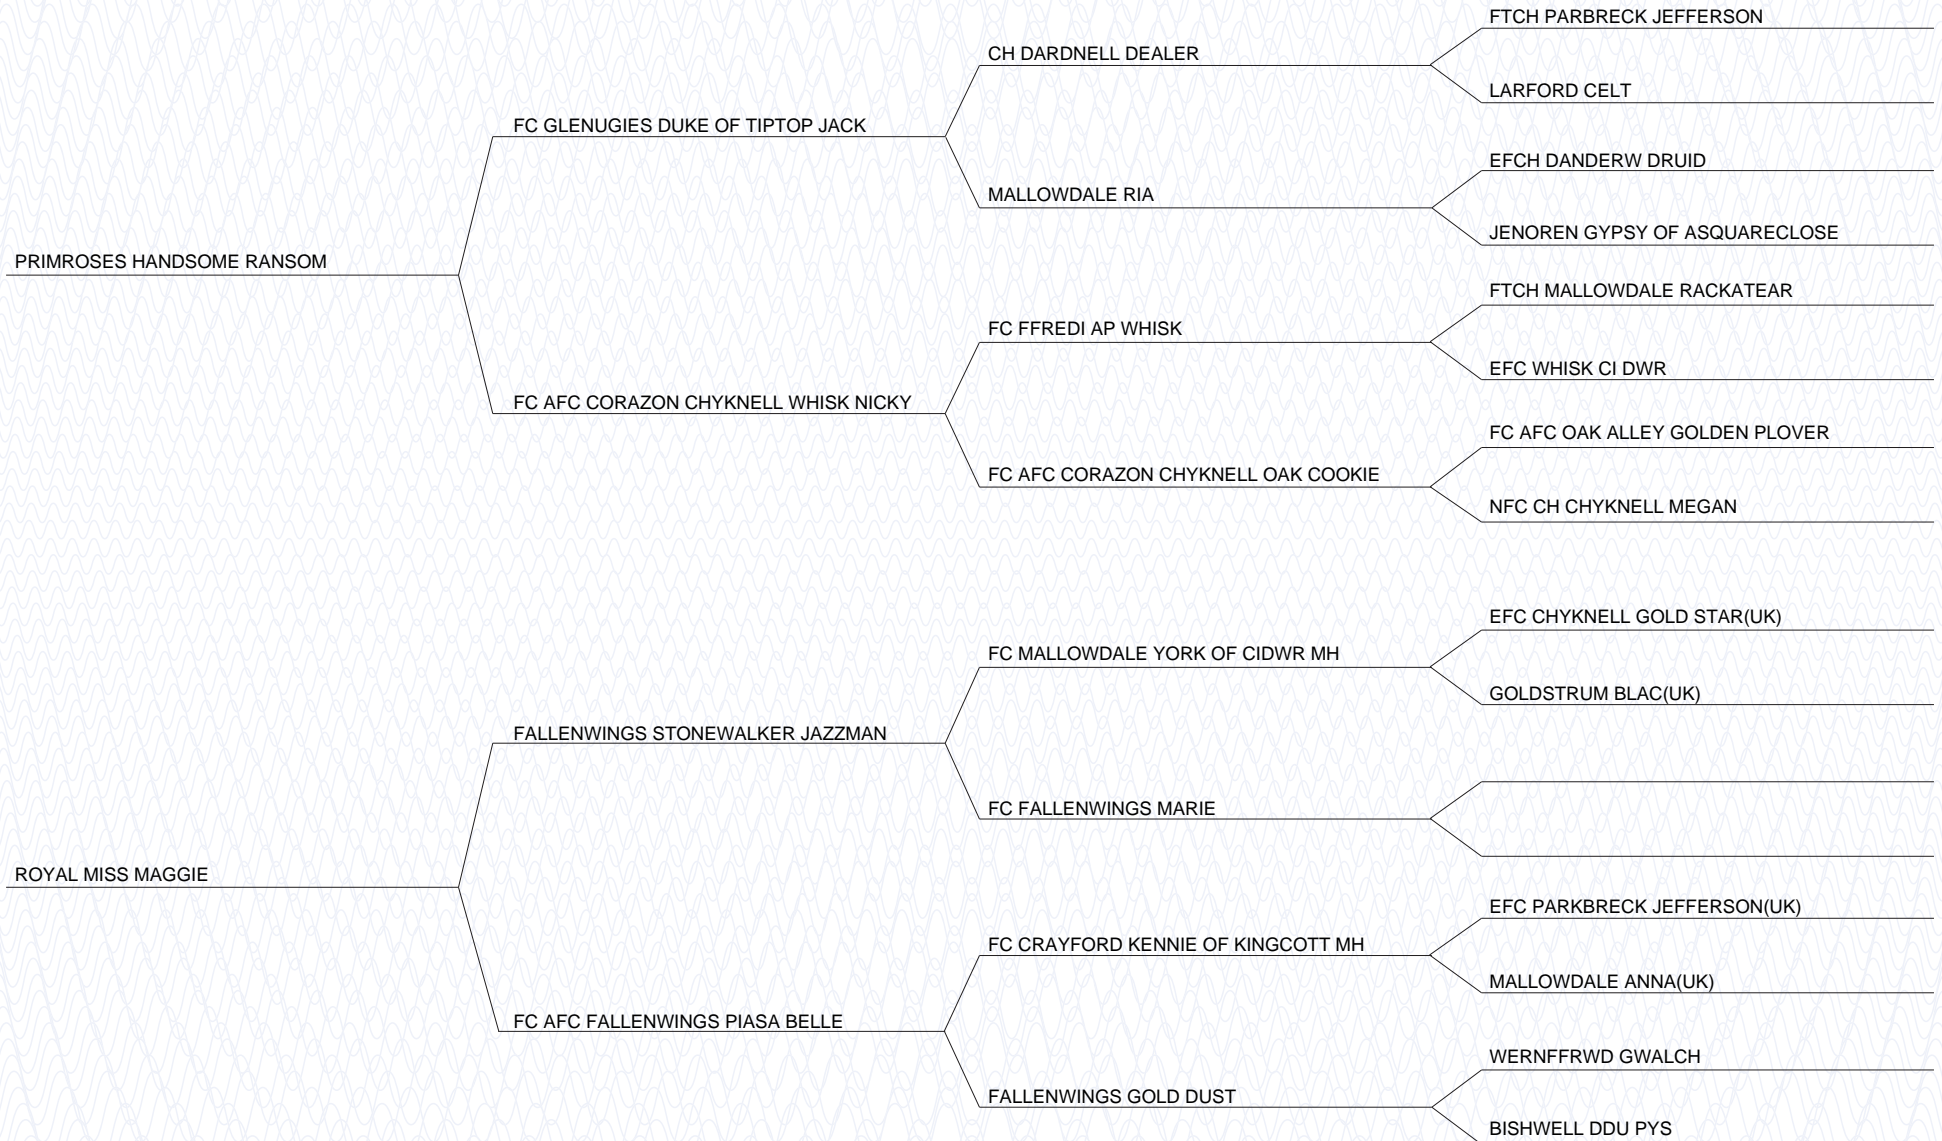 FTCH PARBRECK JEFFERSON
CH DARDNELL DEALER
LARFORD CELT
FC GLENUGIES DUKE OF TIPTOP JACK
EFCH DANDERW DRUID
MALLOWDALE RIA
JENOREN GYPSY OF ASQUARECLOSE
PRIMROSES HANDSOME RANSOM
FTCH MALLOWDALE RACKATEAR
FC FFREDI AP WHISK
EFC WHISK CI DWR
FC AFC CORAZON CHYKNELL WHISK NICKY
FC AFC OAK ALLEY GOLDEN PLOVER
FC AFC CORAZON CHYKNELL OAK COOKIE
NFC CH CHYKNELL MEGAN
EFC CHYKNELL GOLD STAR(UK)
FC MALLOWDALE YORK OF CIDWR MH
GOLDSTRUM BLAC(UK)
FALLENWINGS STONEWALKER JAZZMAN
FC FALLENWINGS MARIE
ROYAL MISS MAGGIE
EFC PARKBRECK JEFFERSON(UK)
FC CRAYFORD KENNIE OF KINGCOTT MH
MALLOWDALE ANNA(UK)
FC AFC FALLENWINGS PIASA BELLE
WERNFFRWD GWALCH
FALLENWINGS GOLD DUST
BISHWELL DDU PYS